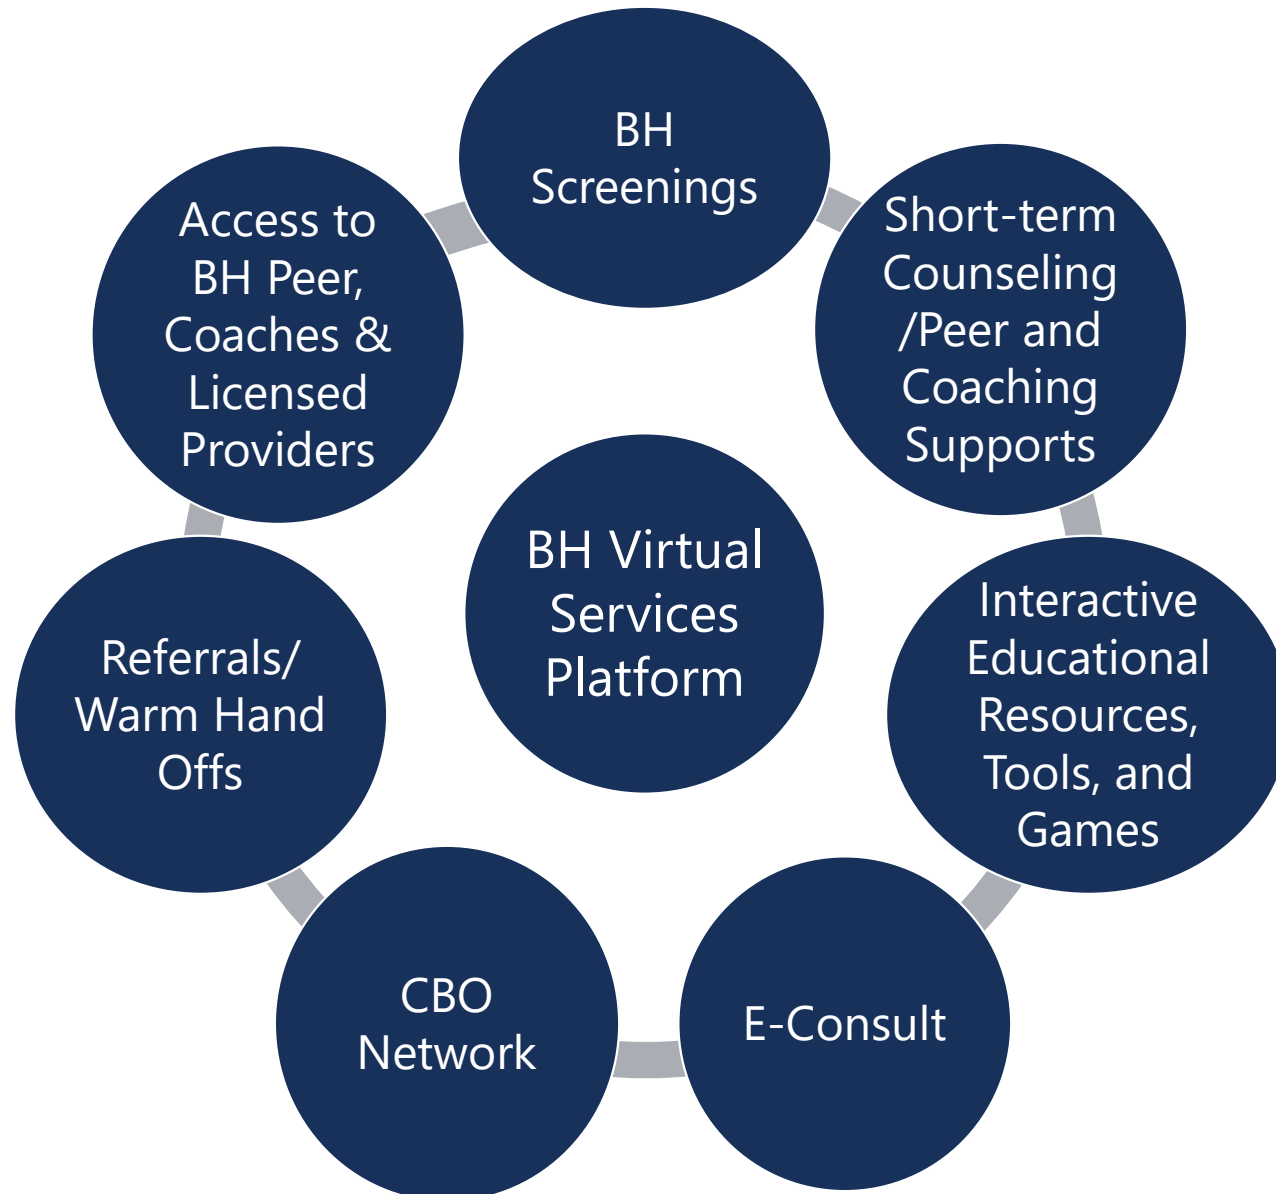 BH
Screenings
Short-term
Counseling
/Peer and
Coaching
Supports
Interactive
Educational
Resources,
Tools, and
Games
E-Consult
CBO
Network
Referrals/
Warm Hand
Offs
Access to
BH Peer,
Coaches &
Licensed
Providers
BH Virtual
Services
Platform